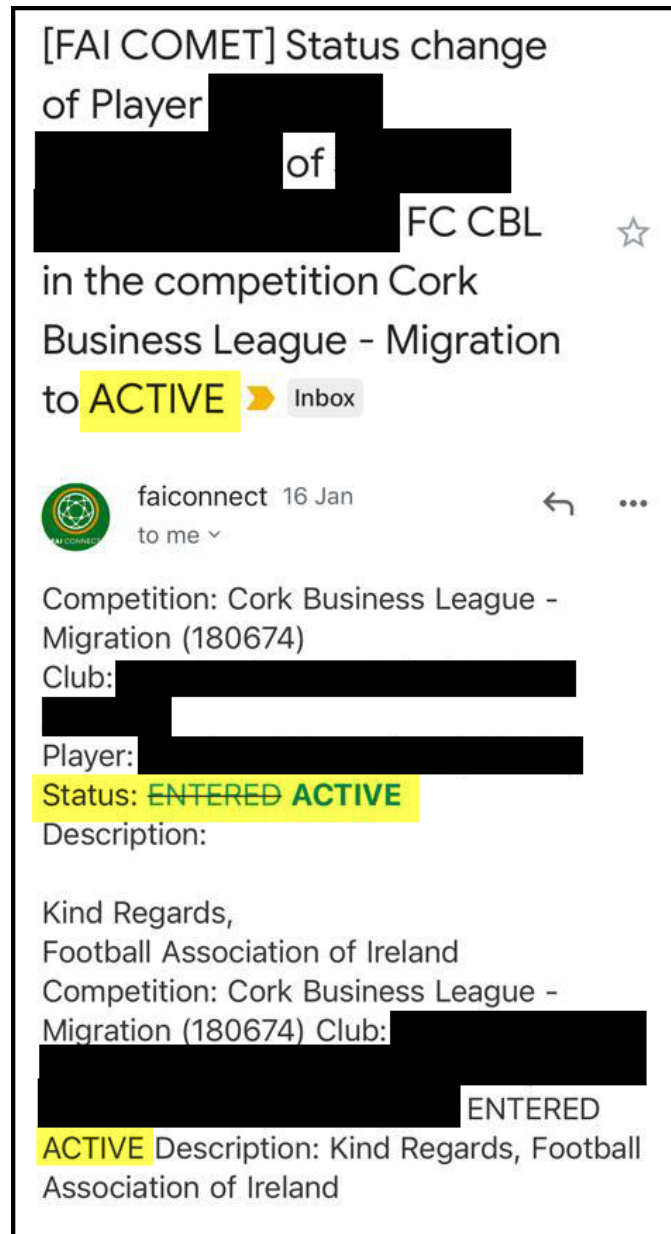 [FAI COMET] Status change
of Player
of
FC CBL
in the competition Cork
Business League - Migration
to ACTIVE Inbox
faiconnect 16 Jan
to me
FAI CONNECT
Competition: Cork Business League -
Migration (180674)
Club:
Player:
Status: ENTERED ACTIVE
Description:
Kind Regards,
Football Association of Ireland
Competition: Cork Business League -
Migration (180674) Club:
ENTERED
ACTIVE Description: Kind Regards, Football
Association of Ireland